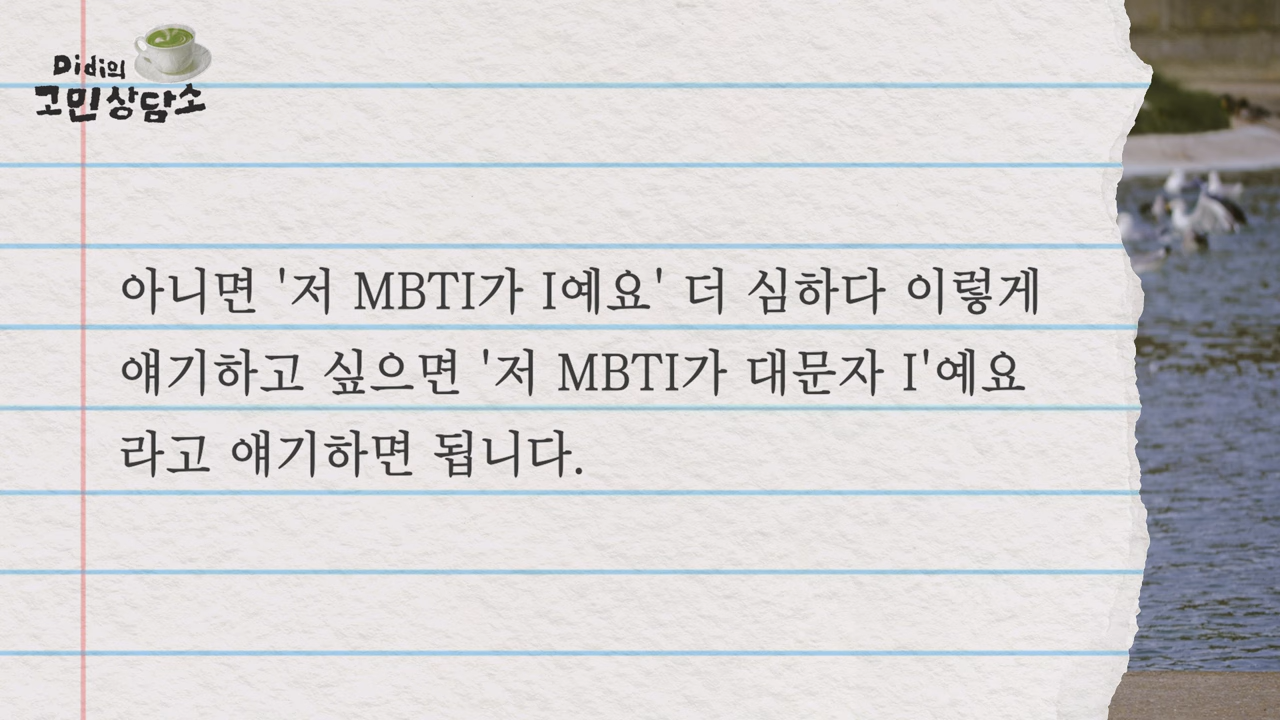 Didi의
고민상담소
아니면 '저 MBTI가 I예요' 더 심하다 이렇게
얘기하고 싶으면 '저 MBTI가 대문자 I'예요
라고 얘기하면 됩니다.